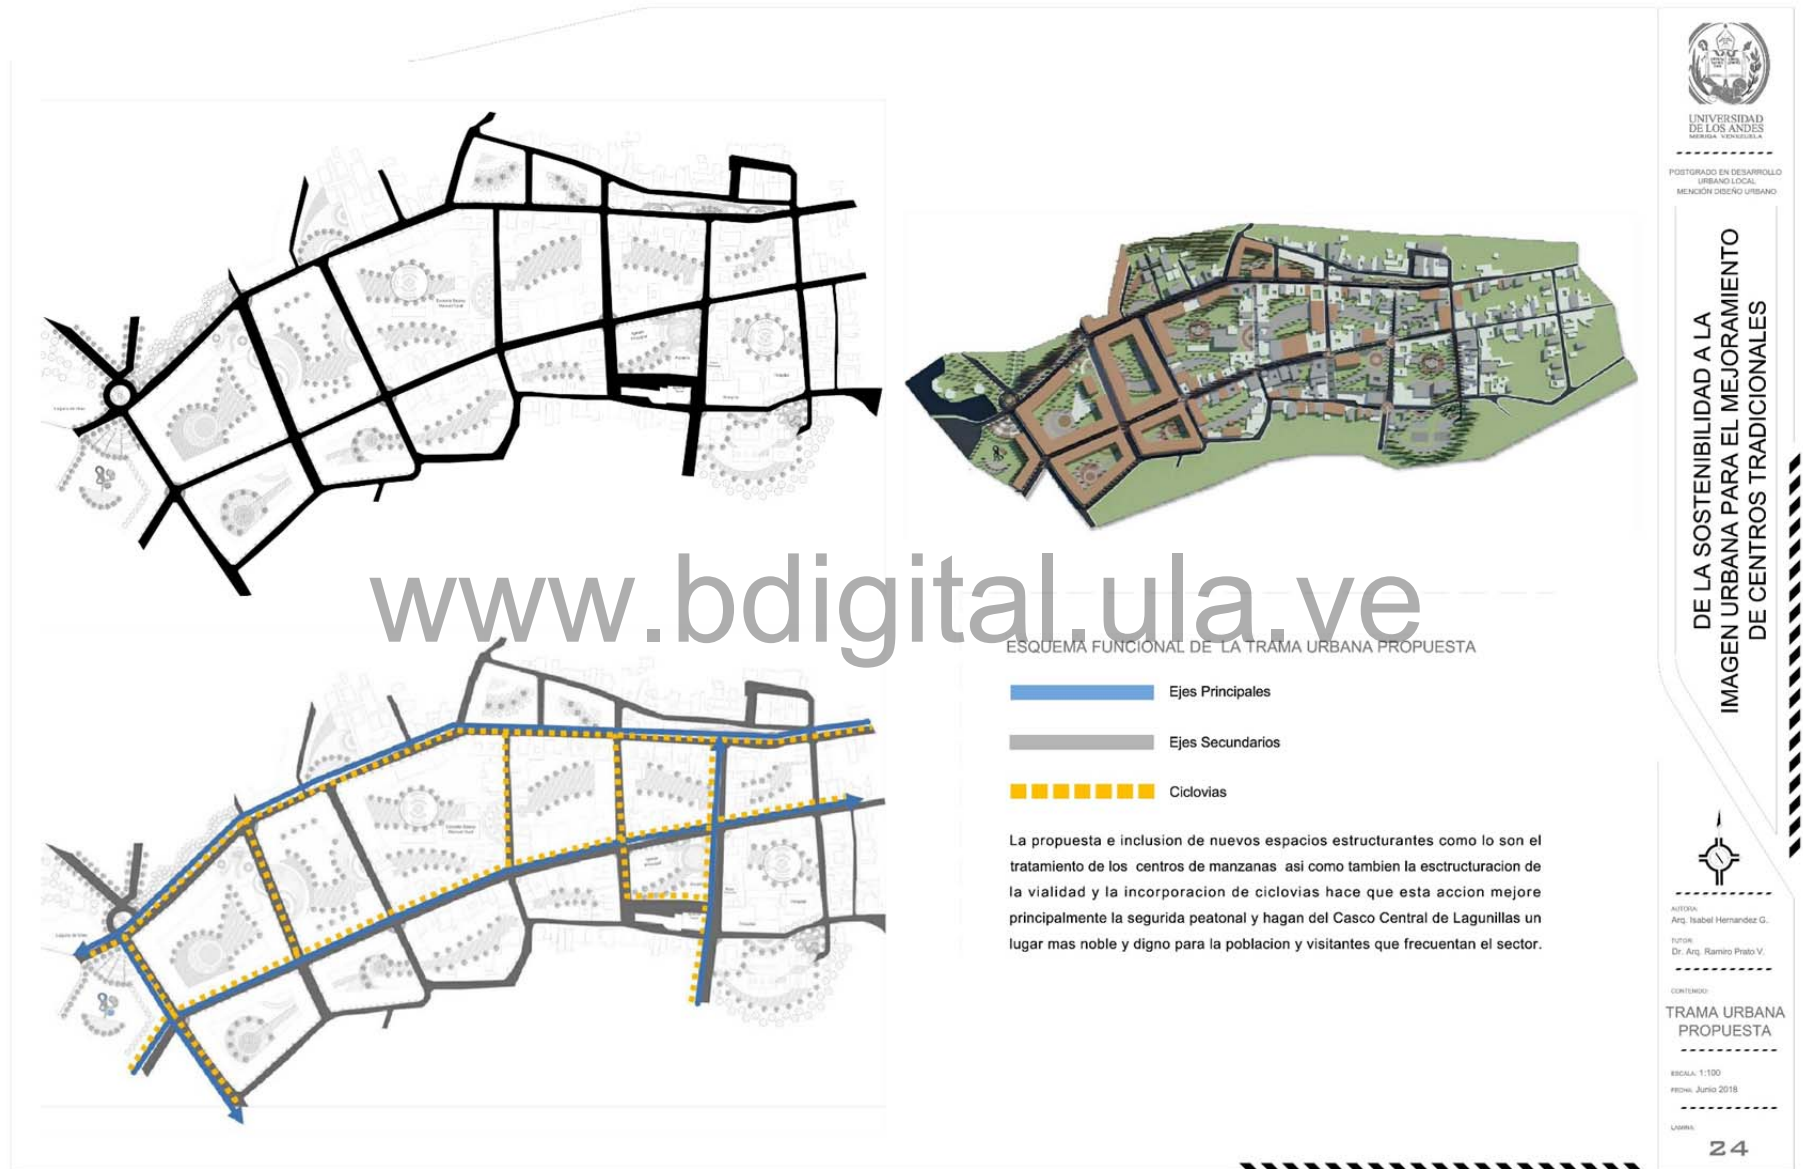 www.bdigital.ula.ve
ESQUEMA FUNCIONAL DE LA TRAMA URBANA PROPUESTA
Ejes Principales
Ejes Secundarios
Ciclovias
La propuesta e inclusion de nuevos espacios estructurantes como lo son el
tratamiento de los centros de manzanas asi como tambien la esctructuracion de
la vialidad y la incorporacion de ciclovias hace que esta accion mejore
principalmente la segurida peatonal y hagan del Casco Central de Lagunillas un
lugar mas noble y digno para la poblacion y visitantes que frecuentan el sector.
UNIVERSIDAD
DE LOS ANDES
MERIDA VENEZUELA
POSTGRADO EN DESARROLLO
URBANO LOCAL
MENCIÓN DISEÑO URBANO
DE LA SOSTENIBILIDAD A LA
IMAGEN URBANA PARA EL MEJORAMIENTO
DE CENTROS TRADICIONALES
AUTORA:
Arq. Isabel Hernandez G.
TUTOR:
Dr. Arq. Ramiro Prato V.
CONTENIDO:
TRAMA URBANA
PROPUESTA
ESCALA: 1:100
FECHA: Junio 2018
LAMINA:
24